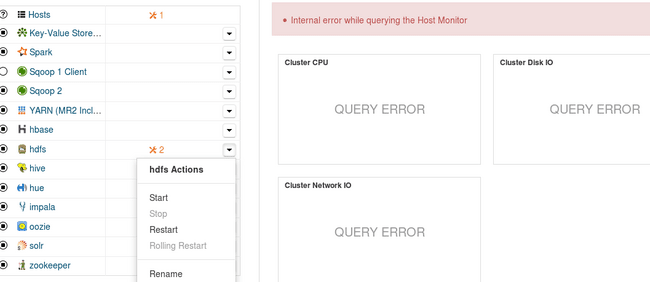 Hosts 1
Key-Value Store...
Spark
Sqoop 1 Client
Sqoop 2
YARN (MR2 Incl...
hbase
hdfs 2
hive
hue
impala
oozie
solr
zookeeper
hdfs Actions
Start
Stop
Restart
Rolling Restart
Rename
Internal error while querying the Host Monitor
Cluster CPU
QUERY ERROR
Cluster Disk IO
QUERY ERROR
Cluster Network IO
QUERY ERROR